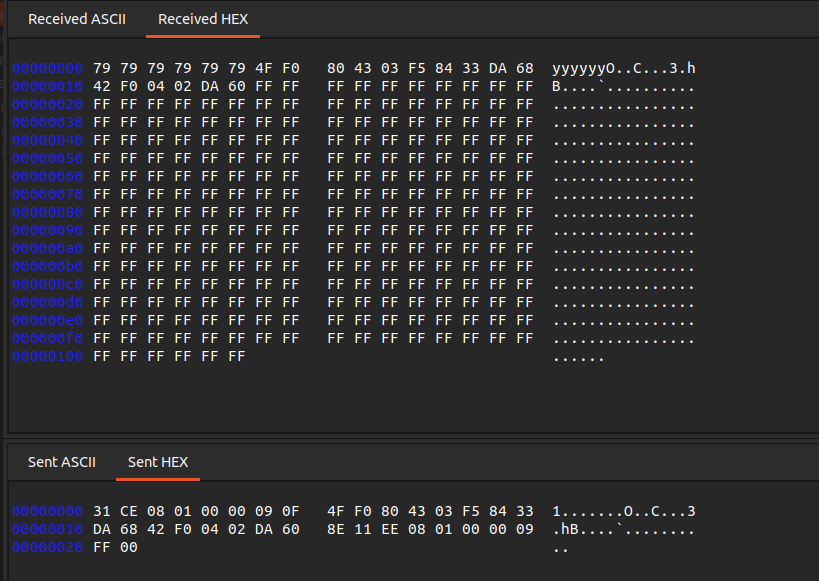 Received ASCII Received HEX
00000000 79 79 79 79 79 79 4F F0 80 43 03 F5 84 33 DA 68 yyyyyyO..C...3.h
00000010 42 F0 04 02 DA 60 FF FF FF FF FF FF FF FF FF FF B....`..........
00000020 FF FF FF FF FF FF FF FF FF FF FF FF FF FF FF FF ................
00000030 FF FF FF FF FF FF FF FF FF FF FF FF FF FF FF FF ................
00000040 FF FF FF FF FF FF FF FF FF FF FF FF FF FF FF FF ................
00000050 FF FF FF FF FF FF FF FF FF FF FF FF FF FF FF FF ................
00000060 FF FF FF FF FF FF FF FF FF FF FF FF FF FF FF FF ................
00000070 FF FF FF FF FF FF FF FF FF FF FF FF FF FF FF FF ................
00000080 FF FF FF FF FF FF FF FF FF FF FF FF FF FF FF FF ................
00000090 FF FF FF FF FF FF FF FF FF FF FF FF FF FF FF FF ................
000000a0 FF FF FF FF FF FF FF FF FF FF FF FF FF FF FF FF ................
000000b0 FF FF FF FF FF FF FF FF FF FF FF FF FF FF FF FF ................
000000c0 FF FF FF FF FF FF FF FF FF FF FF FF FF FF FF FF ................
000000d0 FF FF FF FF FF FF FF FF FF FF FF FF FF FF FF FF ................
000000e0 FF FF FF FF FF FF FF FF FF FF FF FF FF FF FF FF ................
000000f0 FF FF FF FF FF FF FF FF FF FF FF FF FF FF FF FF ................
00000100 FF FF FF FF FF FF ......
Sent ASCII Sent HEX
00000000 31 CE 08 01 00 00 09 0F 4F F0 80 43 03 F5 84 33 1.......O..C...3
00000010 DA 68 42 F0 04 02 DA 60 8E 11 EE 08 01 00 00 09 .hB....`........
00000020 FF 00 ..